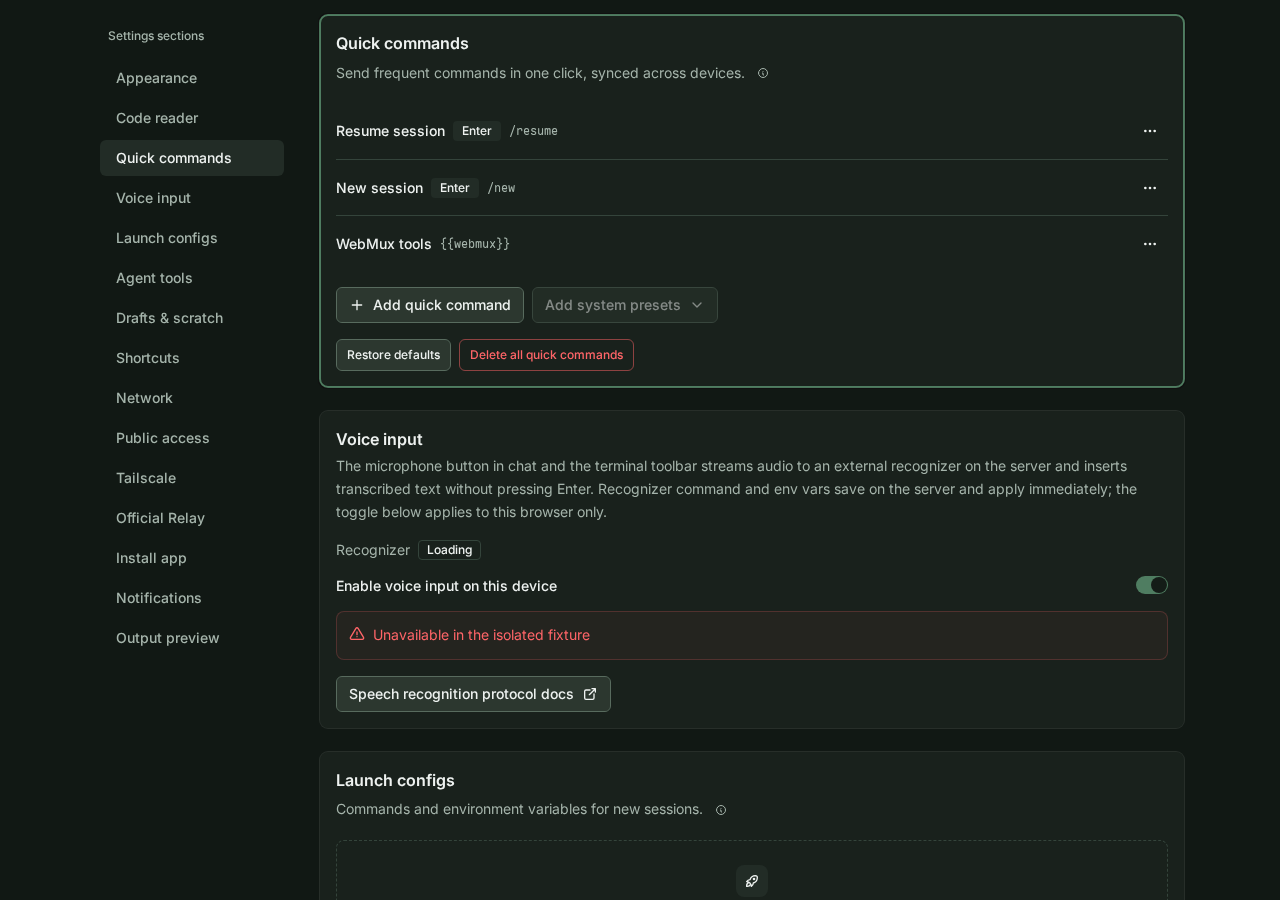 Settings sections
Appearance
Code reader
Quick commands
Voice input
Launch configs
Agent tools
Drafts & scratch
Shortcuts
Network
Public access
Tailscale
Official Relay
Install app
Notifications
Output preview
Quick commands
Send frequent commands in one click, synced across devices.
Resume session Enter /resume
New session Enter /new
WebMux tools {{webmux}}
Add quick command Add system presets
Restore defaults Delete all quick commands
Voice input
The microphone button in chat and the terminal toolbar streams audio to an external recognizer on the server and inserts
transcribed text without pressing Enter. Recognizer command and env vars save on the server and apply immediately; the
toggle below applies to this browser only.
Recognizer Loading
Enable voice input on this device
Unavailable in the isolated fixture
Speech recognition protocol docs
Launch configs
Commands and environment variables for new sessions.